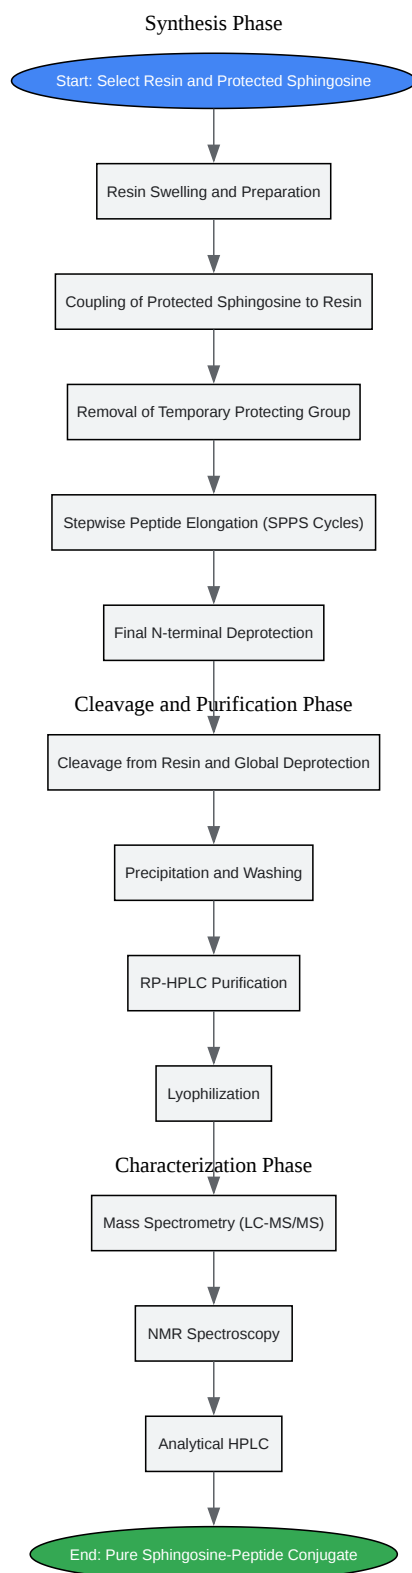 Synthesis Phase
Start: Select Resin and Protected Sphingosine
Resin Swelling and Preparation
Coupling of Protected Sphingosine to Resin
Removal of Temporary Protecting Group
Stepwise Peptide Elongation (SPPS Cycles)
Final N-terminal Deprotection
Cleavage and Purification Phase
Cleavage from Resin and Global Deprotection
Precipitation and Washing
RP-HPLC Purification
Lyophilization
Characterization Phase
Mass Spectrometry (LC-MS/MS)
NMR Spectroscopy
Analytical HPLC
End: Pure Sphingosine-Peptide Conjugate